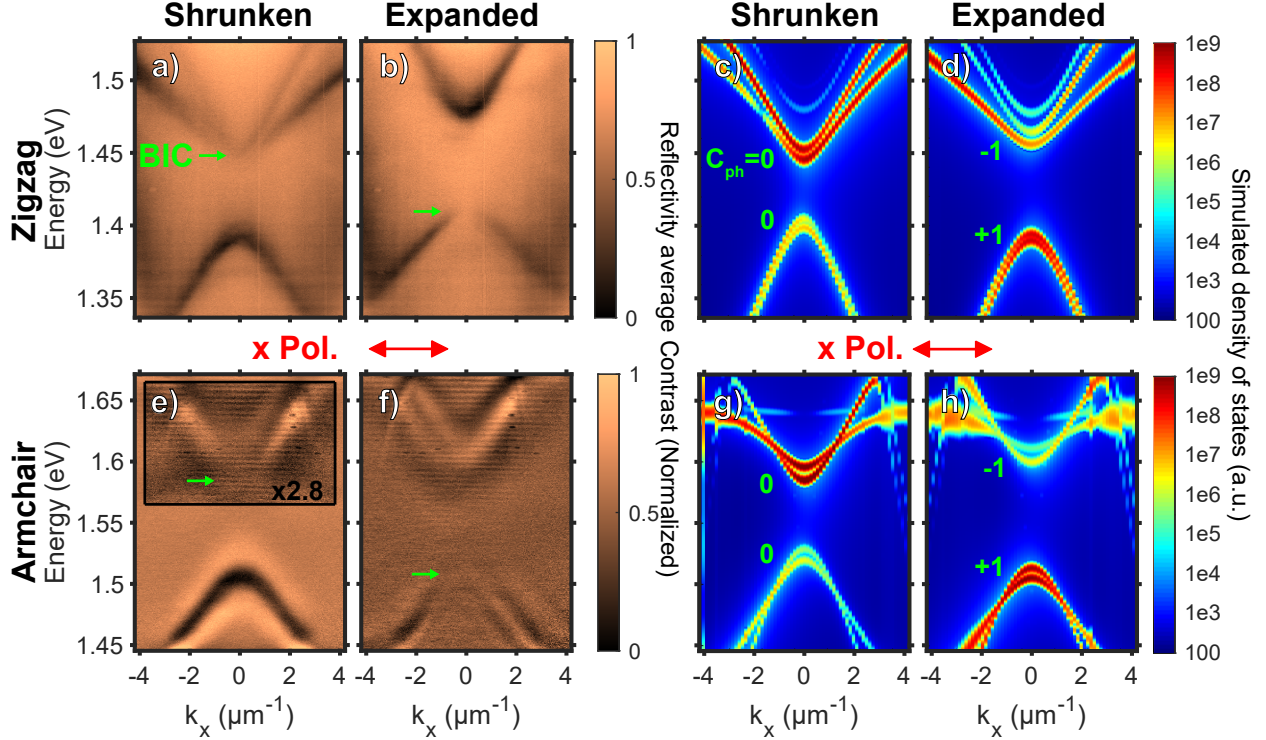 Shrunken
Expanded
Shrunken
Expanded
Zigzag
Energy (eV)
1.5
1.45
1.4
1.35
a)
BIC
b)
1
0.5
0
c)
C_ph=0
0
d)
-1
+1
1e9
1e8
1e7
1e6
1e5
1e4
1e3
100
x Pol.
x Pol.
Reflectivity average Contrast (Normalized)
Simulated density of states (a.u.)
Armchair
Energy (eV)
1.65
1.6
1.55
1.5
1.45
e)
x2.8
f)
1
0.5
0
g)
0
0
h)
-1
+1
1e9
1e8
1e7
1e6
1e5
1e4
1e3
100
-4 -2 0 2 4
-4 -2 0 2 4
-4 -2 0 2 4
-4 -2 0 2 4
k_x (μm⁻¹)
k_x (μm⁻¹)
k_x (μm⁻¹)
k_x (μm⁻¹)